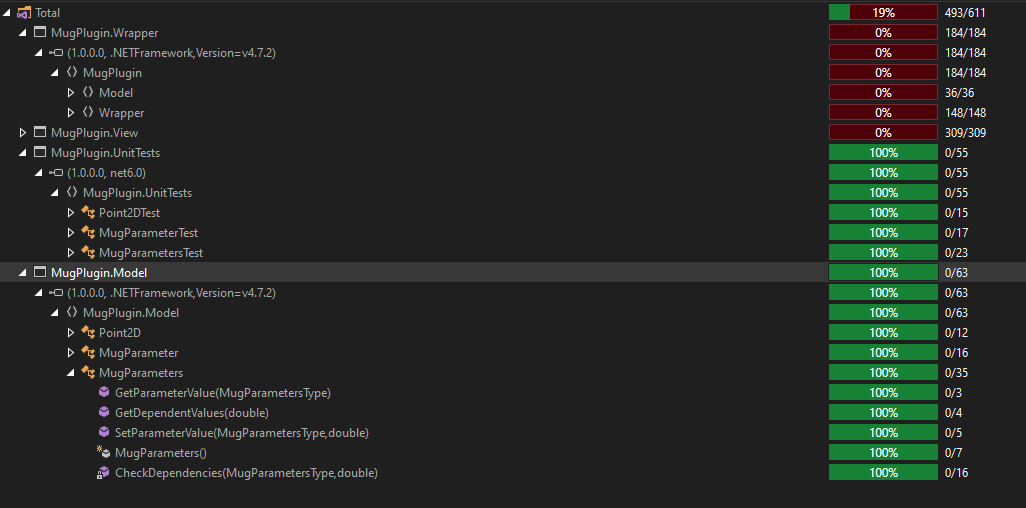 Total 19% 493/611
MugPlugin.Wrapper 0% 184/184
(1.0.0.0, .NETFramework,Version=v4.7.2) 0% 184/184
MugPlugin 0% 184/184
Model 0% 36/36
Wrapper 0% 148/148
MugPlugin.View 0% 309/309
MugPlugin.UnitTests 100% 0/55
(1.0.0.0, net6.0) 100% 0/55
MugPlugin.UnitTests 100% 0/55
Point2DTest 100% 0/15
MugParameterTest 100% 0/17
MugParametersTest 100% 0/23
MugPlugin.Model 100% 0/63
(1.0.0.0, .NETFramework,Version=v4.7.2) 100% 0/63
MugPlugin.Model 100% 0/63
Point2D 100% 0/12
MugParameter 100% 0/16
MugParameters 100% 0/35
GetParameterValue(MugParametersType) 100% 0/3
GetDependentValues(double) 100% 0/4
SetParameterValue(MugParametersType,double) 100% 0/5
MugParameters() 100% 0/7
CheckDependencies(MugParametersType,double) 100% 0/16